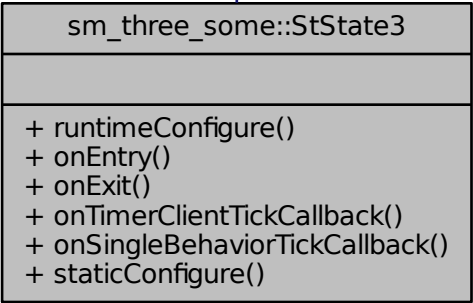 sm_three_some::StState3
+ runtimeConfigure()
+ onEntry()
+ onExit()
+ onTimerClientTickCallback()
+ onSingleBehaviorTickCallback()
+ staticConfigure()